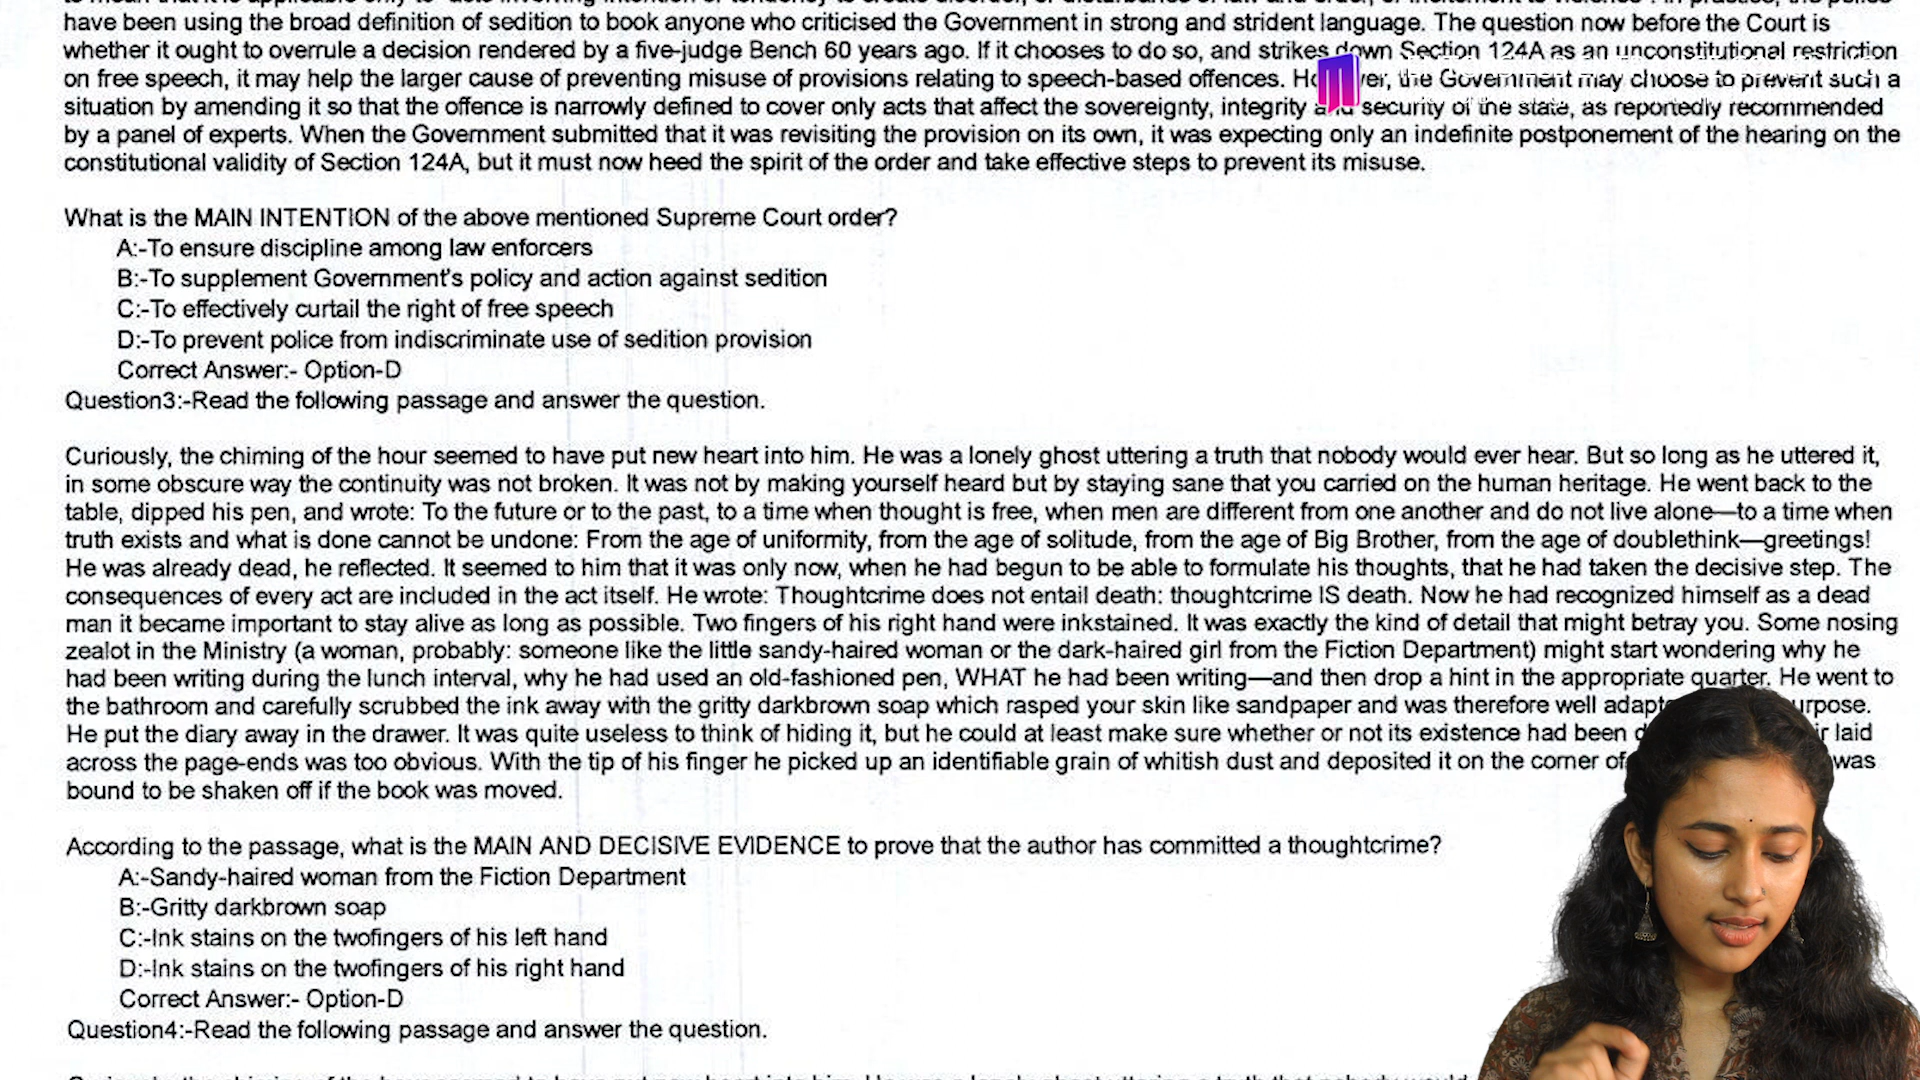 have been using the broad definition of sedition to book anyone who criticised the Government in strong and strident language. The question now before the Court is
whether it ought to overrule a decision rendered by a five-judge Bench 60 years ago. If it chooses to do so, and strikes down Section 124A as an unconstitutional restriction
on free speech, it may help the larger cause of preventing misuse of provisions relating to speech-based offences. the Government may choose to prevent such a
situation by amending it so that the offence is narrowly defined to cover only acts that affect the sovereignty, integrity security of the state, as reportedly recommended
by a panel of experts. When the Government submitted that it was revisiting the provision on its own, it was expecting only an indefinite postponement of the hearing on the
constitutional validity of Section 124A, but it must now heed the spirit of the order and take effective steps to prevent its misuse.
What is the MAIN INTENTION of the above mentioned Supreme Court order?
A:-To ensure discipline among law enforcers
B:-To supplement Government's policy and action against sedition
C:-To effectively curtail the right of free speech
D:-To prevent police from indiscriminate use of sedition provision
Correct Answer:- Option-D
Question3:-Read the following passage and answer the question.
Curiously, the chiming of the hour seemed to have put new heart into him. He was a lonely ghost uttering a truth that nobody would ever hear. But so long as he uttered it,
in some obscure way the continuity was not broken. It was not by making yourself heard but by staying sane that you carried on the human heritage. He went back to the
table, dipped his pen, and wrote: To the future or to the past, to a time when thought is free, when men are different from one another and do not live alone—to a time when
truth exists and what is done cannot be undone: From the age of uniformity, from the age of solitude, from the age of Big Brother, from the age of doublethink—greetings!
He was already dead, he reflected. It seemed to him that it was only now, when he had begun to be able to formulate his thoughts, that he had taken the decisive step. The
consequences of every act are included in the act itself. He wrote: Thoughtcrime does not entail death: thoughtcrime IS death. Now he had recognized himself as a dead
man it became important to stay alive as long as possible. Two fingers of his right hand were inkstained. It was exactly the kind of detail that might betray you. Some nosing
zealot in the Ministry (a woman, probably: someone like the little sandy-haired woman or the dark-haired girl from the Fiction Department) might start wondering why he
had been writing during the lunch interval, why he had used an old-fashioned pen, WHAT he had been writing—and then drop a hint in the appropriate quarter. He went to
the bathroom and carefully scrubbed the ink away with the gritty darkbrown soap which rasped your skin like sandpaper and was therefore well
He put the diary away in the drawer. It was quite useless to think of hiding it, but he could at least make sure whether or not its existence had been laid
across the page-ends was too obvious. With the tip of his finger he picked up an identifiable grain of whitish dust and deposited it on the corner of was
bound to be shaken off if the book was moved.
According to the passage, what is the MAIN AND DECISIVE EVIDENCE to prove that the author has committed a thoughtcrime?
A:-Sandy-haired woman from the Fiction Department
B:-Gritty darkbrown soap
C:-Ink stains on the twofingers of his left hand
D:-Ink stains on the twofingers of his right hand
Correct Answer:- Option-D
Question4:-Read the following passage and answer the question.